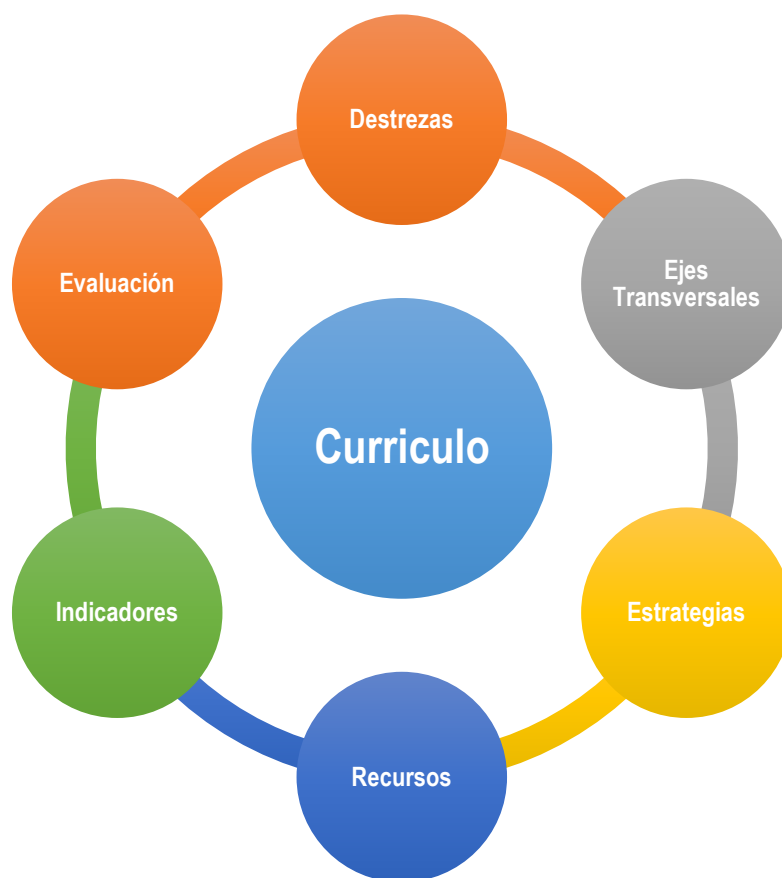 Destrezas
Evaluación
Ejes
Transversales
Curriculo
Indicadores
Estrategias
Recursos